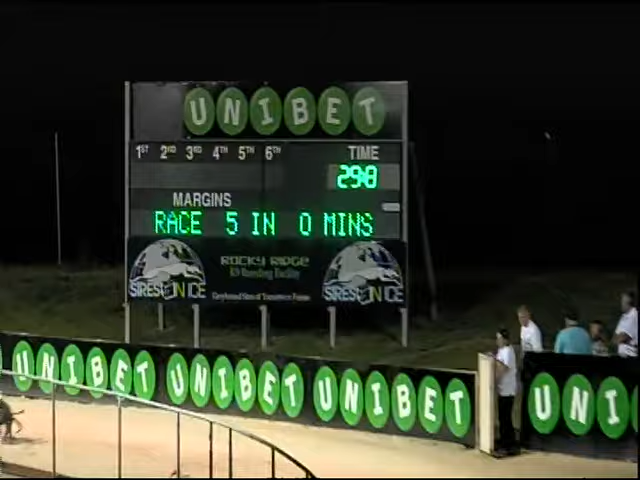 UNIBET
1ST 2ND 3RD 4TH 5TH 6TH TIME
29:8
MARGINS
RACE 5 IN 0 MINS
ROCKY RIDGE
SIRES ON ICE
SIRES ON ICE
UNIBET UNIBET UNIBET UNI